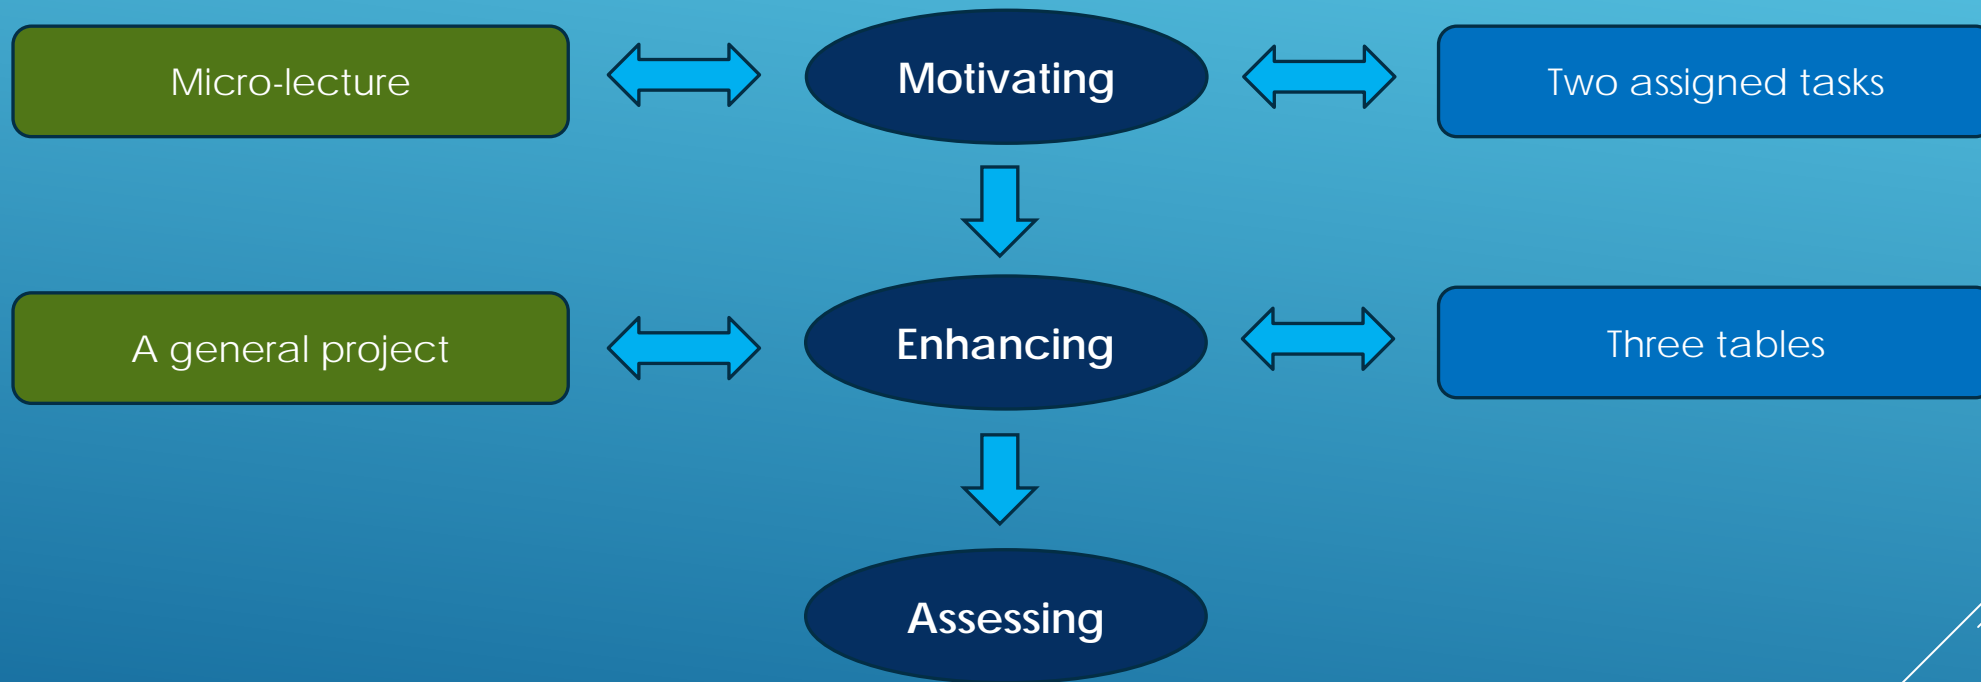 Micro-lecture
Motivating
Two assigned tasks
A general project
Enhancing
Three tables
Assessing